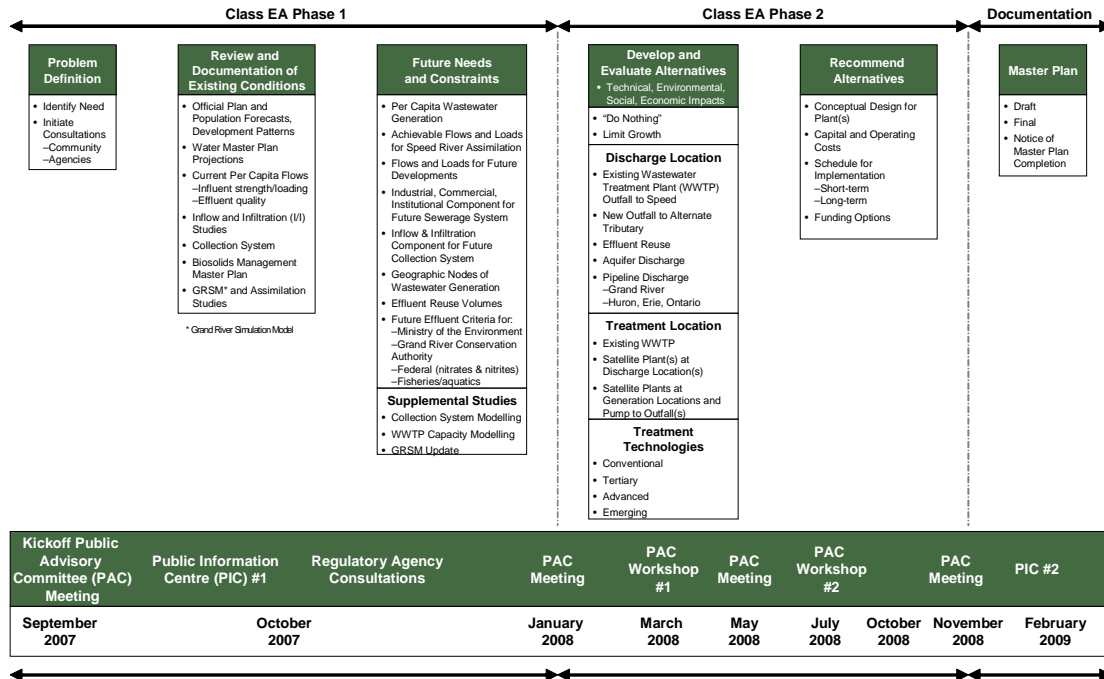 Class EA Phase 1
Class EA Phase 2
Documentation
Problem
Definition
• Identify Need
• Initiate
Consultations
–Community
–Agencies
Review and
Documentation of
Existing Conditions
• Official Plan and
Population Forecasts,
Development Patterns
• Water Master Plan
Projections
• Current Per Capita Flows
–Influent strength/loading
–Effluent quality
• Inflow and Infiltration (I/I)
Studies
• Collection System
• Biosolids Management
Master Plan
• GRSM* and Assimilation
Studies
* Grand River Simulation Model
Future Needs
and Constraints
• Per Capita Wastewater
Generation
• Achievable Flows and Loads
for Speed River Assimilation
• Flows and Loads for Future
Developments
• Industrial, Commercial,
Institutional Component for
Future Sewerage System
• Inflow & Infiltration
Component for Future
Collection System
• Geographic Nodes of
Wastewater Generation
• Effluent Reuse Volumes
• Future Effluent Criteria for:
–Ministry of the Environment
–Grand River Conservation
Authority
–Federal (nitrates & nitrites)
–Fisheries/aquatics
Supplemental Studies
• Collection System Modelling
• WWTP Capacity Modelling
• GRSM Update
Develop and
Evaluate Alternatives
• Technical, Environmental,
Social, Economic Impacts
• “Do Nothing”
• Limit Growth
Discharge Location
• Existing Wastewater
Treatment Plant (WWTP)
Outfall to Speed
• New Outfall to Alternate
Tributary
• Effluent Reuse
• Aquifer Discharge
• Pipeline Discharge
–Grand River
–Huron, Erie, Ontario
Treatment Location
• Existing WWTP
• Satellite Plant(s) at
Discharge Location(s)
• Satellite Plants at
Generation Locations and
Pump to Outfall(s)
Treatment
Technologies
• Conventional
• Tertiary
• Advanced
• Emerging
Recommend
Alternatives
• Conceptual Design for
Plant(s)
• Capital and Operating
Costs
• Schedule for
Implementation
–Short-term
–Long-term
• Funding Options
Master Plan
• Draft
• Final
• Notice of
Master Plan
Completion
Kickoff Public
Advisory
Committee (PAC)
Meeting
Public Information
Centre (PIC) #1
Regulatory Agency
Consultations
PAC
Meeting
PAC
Workshop
#1
PAC
Meeting
PAC
Workshop
#2
PAC
Meeting
PIC #2
September
2007
October
2007
January
2008
March
2008
May
2008
July
2008
October
2008
November
2008
February
2009